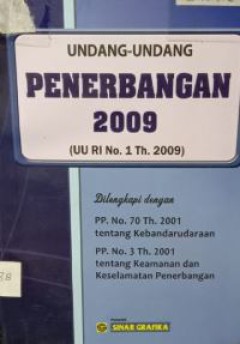 UNDANG-UNDANG
PENERBANGAN
2009
(UU RI No. 1 Th. 2009)
Dilengkapi dengan
PP. No. 70 Th. 2001
tentang Kebandarudaraan
PP. No. 3 Th. 2001
tentang Keamanan dan
Keselamatan Penerbangan
SINAR GRAFIKA